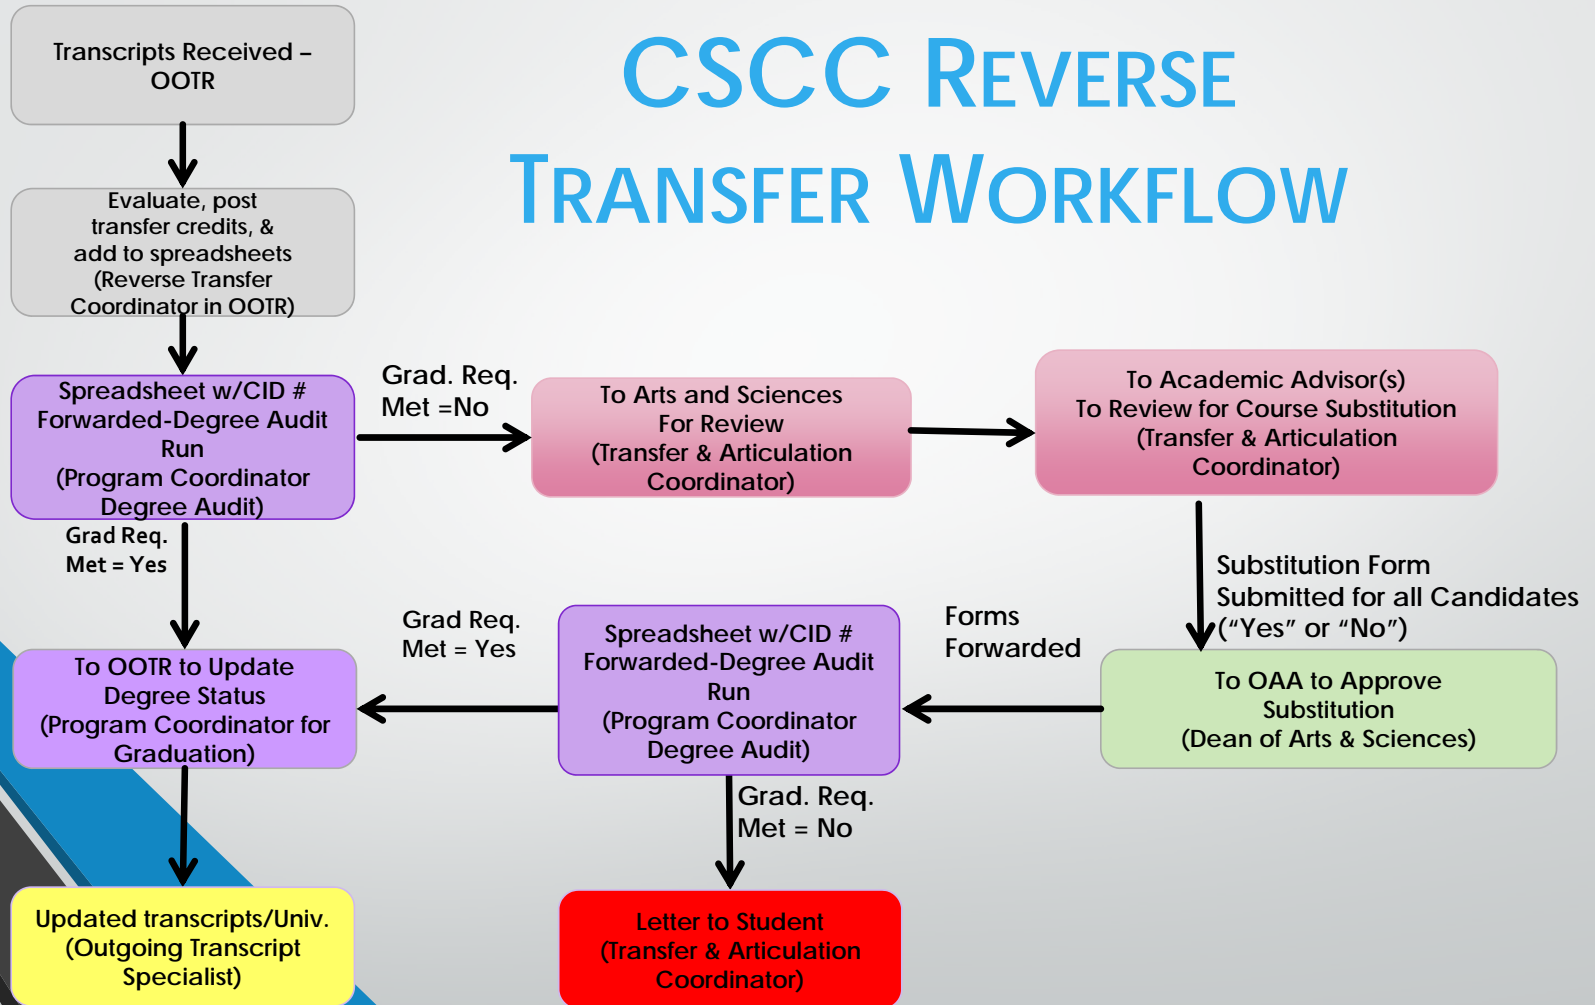 CSCC REVERSE
TRANSFER WORKFLOW
Transcripts Received –
OOTR
Evaluate, post
transfer credits, &
add to spreadsheets
(Reverse Transfer
Coordinator in OOTR)
Spreadsheet w/CID #
Forwarded-Degree Audit
Run
(Program Coordinator
Degree Audit)
Grad. Req.
Met =No
To Arts and Sciences
For Review
(Transfer & Articulation
Coordinator)
To Academic Advisor(s)
To Review for Course Substitution
(Transfer & Articulation
Coordinator)
Grad Req.
Met = Yes
Substitution Form
Submitted for all Candidates
(“Yes” or “No”)
To OOTR to Update
Degree Status
(Program Coordinator for
Graduation)
Grad Req.
Met = Yes
Spreadsheet w/CID #
Forwarded-Degree Audit
Run
(Program Coordinator
Degree Audit)
Forms
Forwarded
To OAA to Approve
Substitution
(Dean of Arts & Sciences)
Grad. Req.
Met = No
Updated transcripts/Univ.
(Outgoing Transcript
Specialist)
Letter to Student
(Transfer & Articulation
Coordinator)